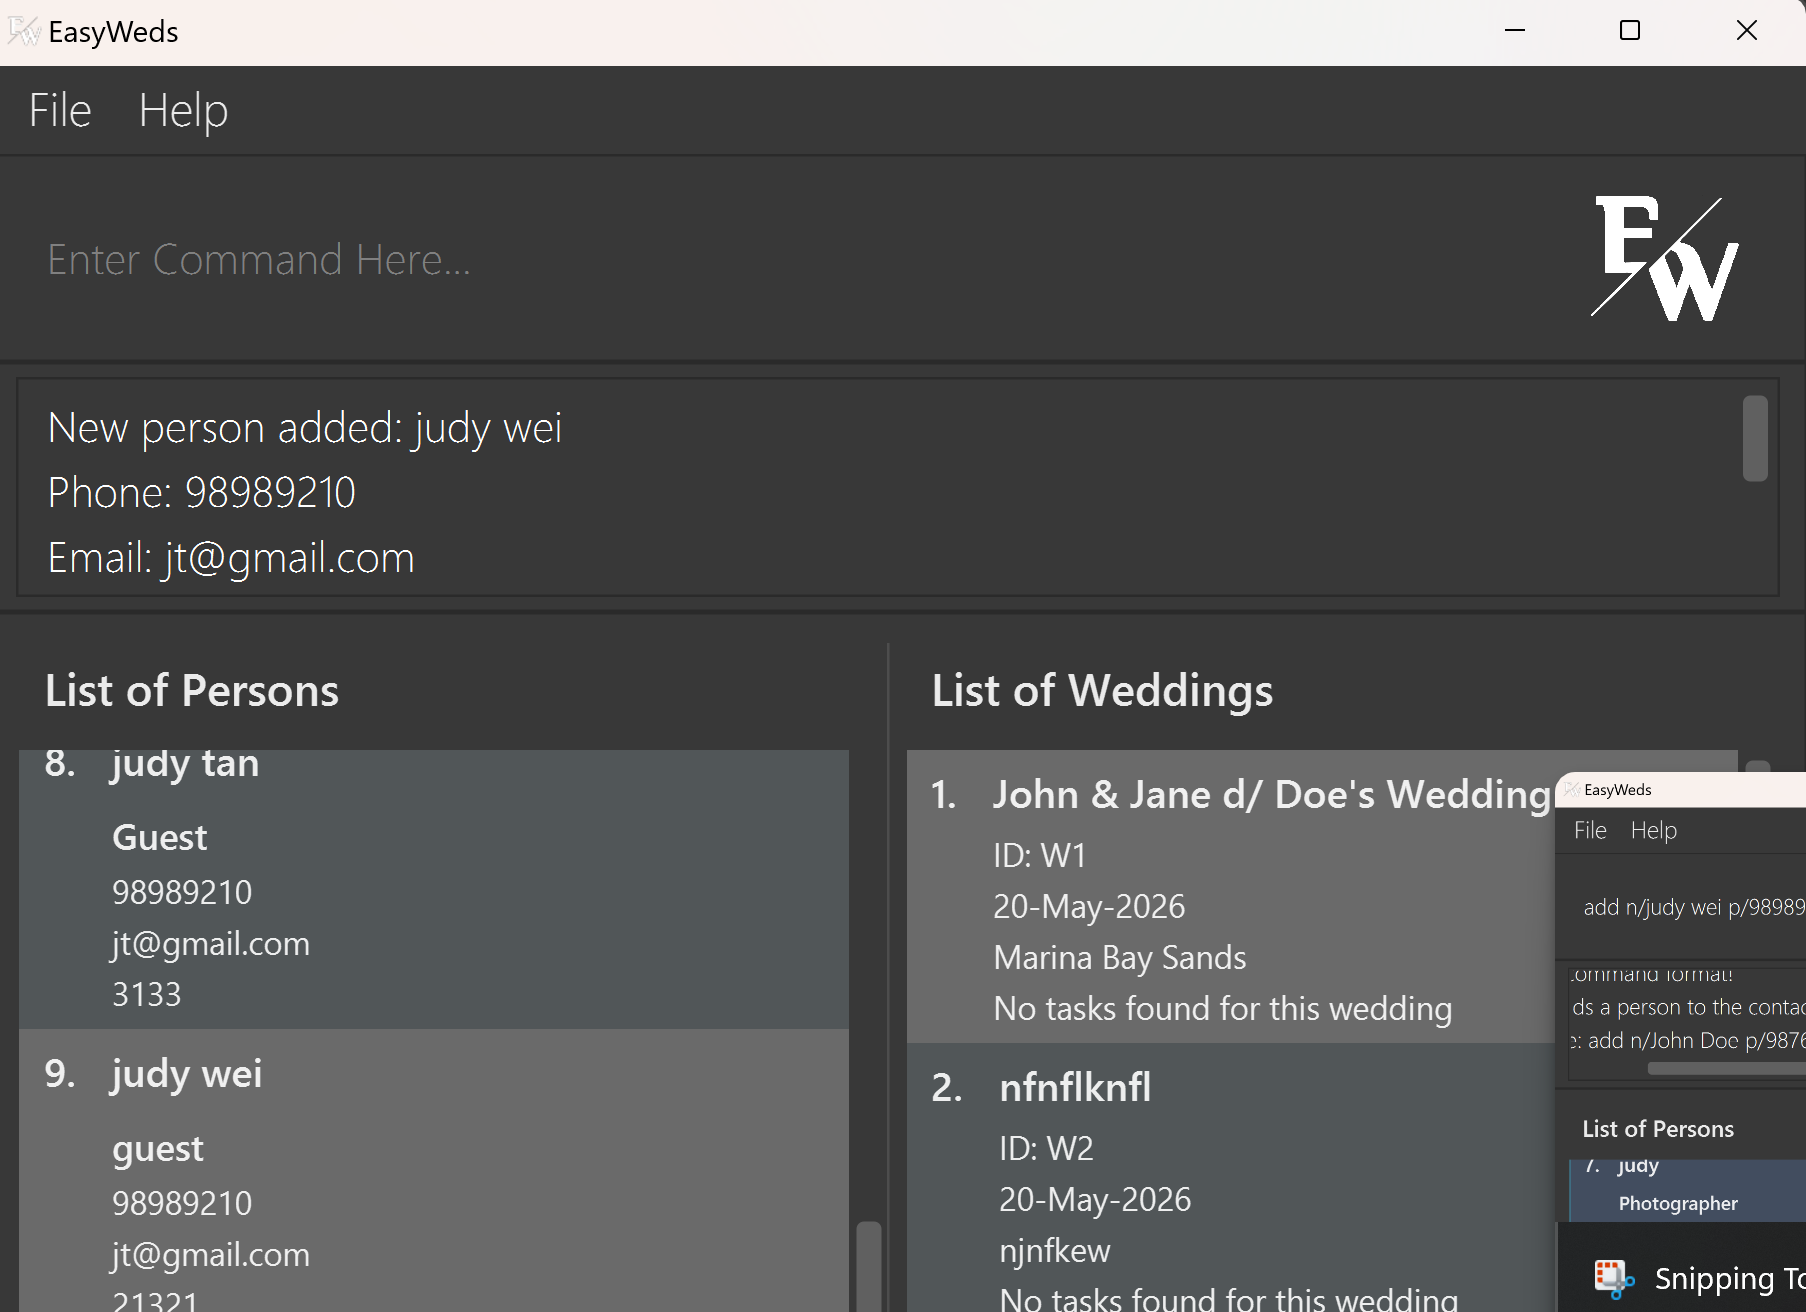 EasyWeds
File Help
Enter Command Here...
EW
New person added: judy wei
Phone: 98989210
Email: jt@gmail.com
List of Persons
8. judy tan
Guest
98989210
jt@gmail.com
3133
9. judy wei
guest
98989210
jt@gmail.com
21321
List of Weddings
1. John & Jane d/ Doe's Wedding
ID: W1
20-May-2026
Marina Bay Sands
No tasks found for this wedding
2. nfnflknfl
ID: W2
20-May-2026
njnfkew
No tasks found for this wedding
EasyWeds
File Help
add n/judy wei p/98989
command format!
ds a person to the contac
e: add n/John Doe p/9876
List of Persons
7. judy
Photographer
Snipping To